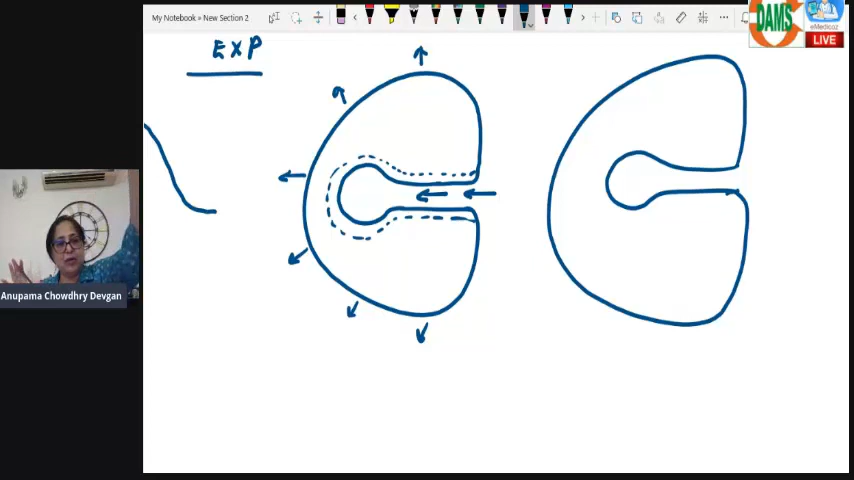 My Notebook > New Section 2
DAMS
eMedicoz
LIVE
EXP
Anupama Chowdhry Devgan